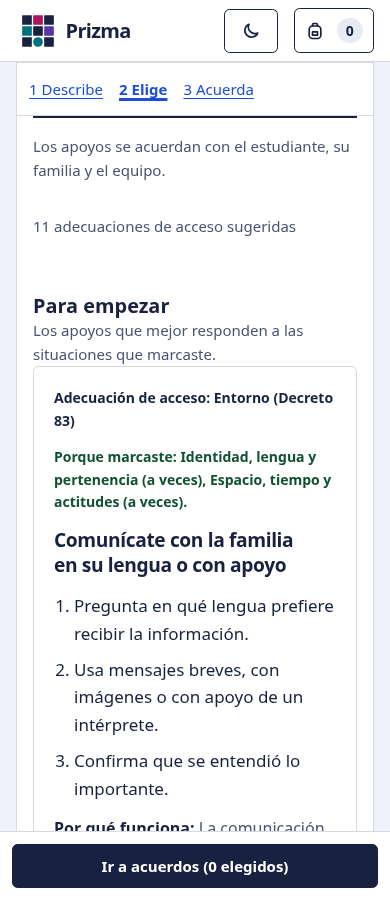 Prizma
0
1 Describe 2 Elige 3 Acuerda
Los apoyos se acuerdan con el estudiante, su
familia y el equipo.
11 adecuaciones de acceso sugeridas
Para empezar
Los apoyos que mejor responden a las
situaciones que marcaste.
Adecuación de acceso: Entorno (Decreto
83)
Porque marcaste: Identidad, lengua y
pertenencia (a veces), Espacio, tiempo y
actitudes (a veces).
Comunícate con la familia
en su lengua o con apoyo
1. Pregunta en qué lengua prefiere
recibir la información.
2. Usa mensajes breves, con
imágenes o con apoyo de un
intérprete.
3. Confirma que se entendió lo
importante.
Por qué funciona: La comunicación
Ir a acuerdos (0 elegidos)